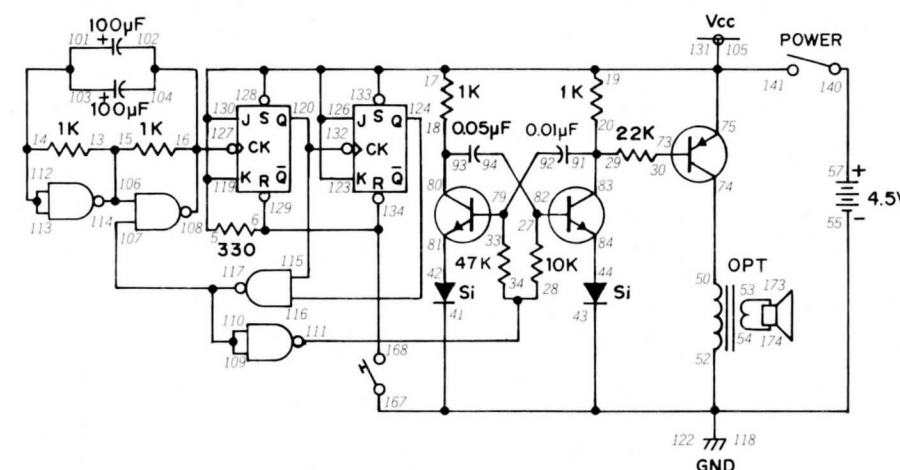 100μF
101 + 102
103 + 104
100μF
1K 1K
14 13 15 16
112
113
106
114
107
108
128
130 J S Q 120
127 CK
119 K R Q̅
129
5 6
330
133
126 J S Q 124
132 CK
123 K R Q̅
134
117 115
116
110 111
109
168
167
17
1K
18
0.05μF
93 94
80
81
42
Si
41
19
1K
20
0.01μF
92 91
79 82
83
33 27
47K 10K
34 28
84
44
Si
43
22K
29 30
73
75
74
Vcc
131 105
POWER
141 140
57 +
4.5V
55 −
OPT
50 53 173
54 174
52
122 118
GND